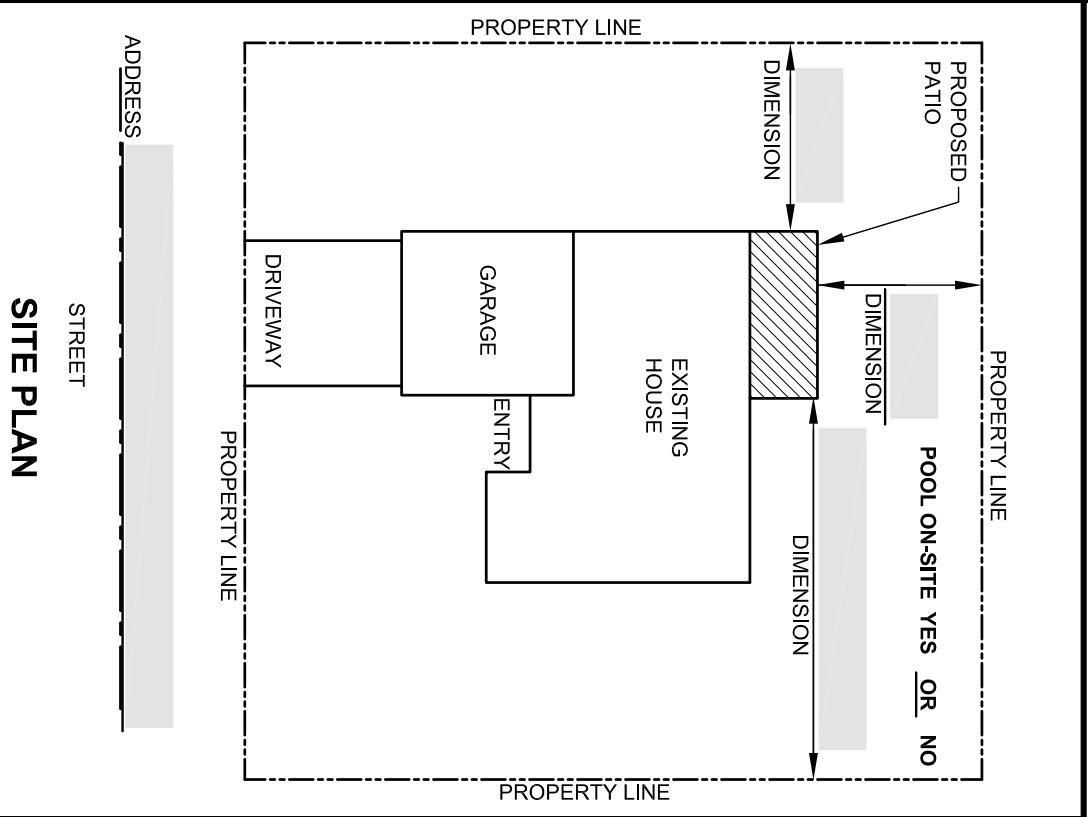 PROPERTY LINE
PROPOSED
PATIO
DIMENSION
DIMENSION
PROPERTY LINE
POOL ON-SITE YES OR NO
DIMENSION
PROPERTY LINE
EXISTING
HOUSE
GARAGE
ENTRY
DRIVEWAY
PROPERTY LINE
ADDRESS
STREET
SITE PLAN